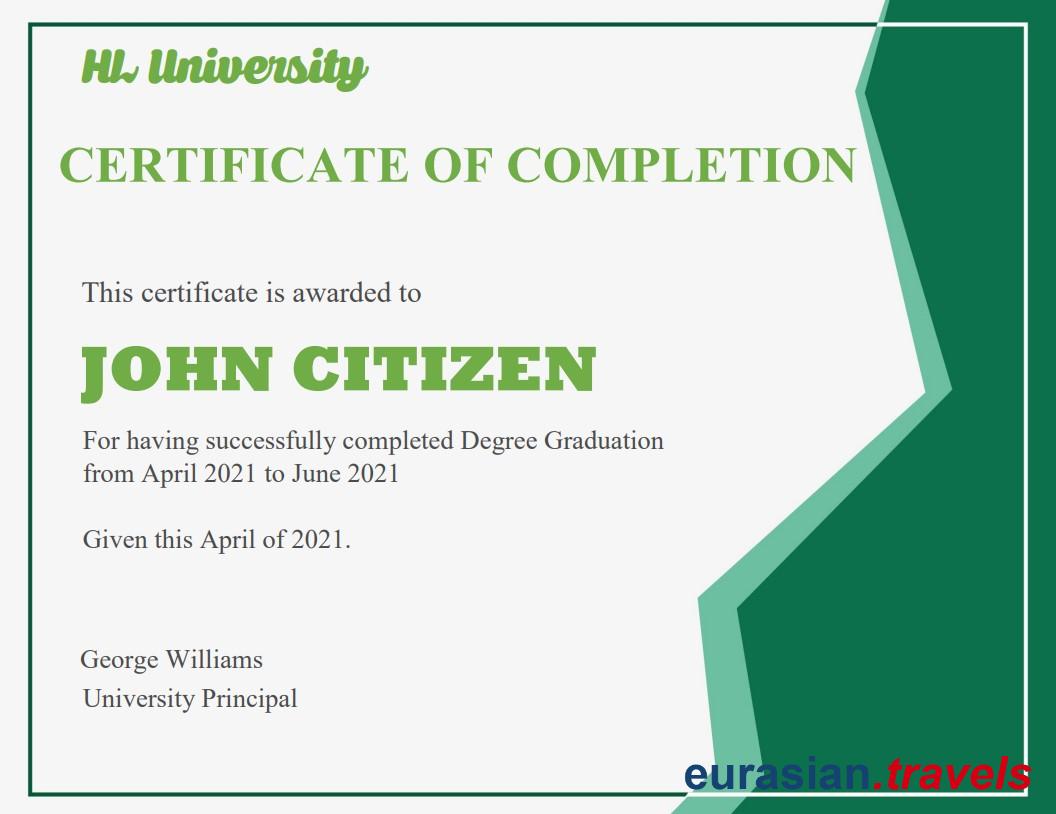 HL University
CERTIFICATE OF COMPLETION
This certificate is awarded to
JOHN CITIZEN
For having successfully completed Degree Graduation
from April 2021 to June 2021
Given this April of 2021.
George Williams
University Principal
eurasian.travels